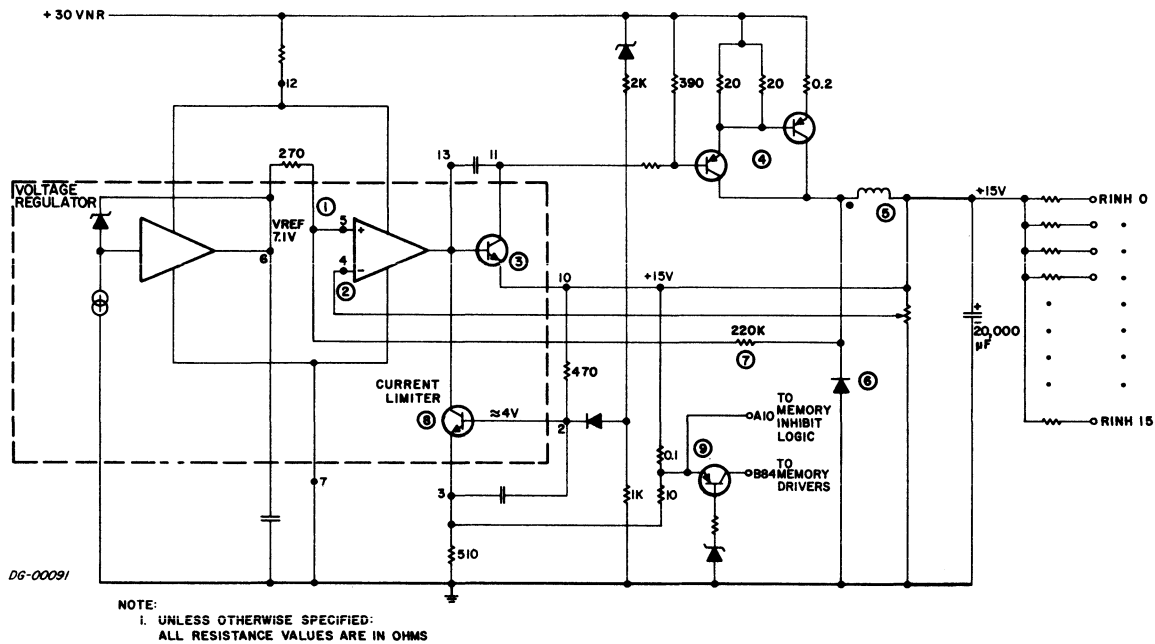 +30 VNR
12
2K
390
20
20
0.2
13
11
270
④
VOLTAGE
REGULATOR
①
5
+
VREF
7.1V
6
4
−
②
③
10
+15V
⑤
+15V
RINH 0
+
20,000
µF
220K
⑦
⑥
470
CURRENT
LIMITER
⑧
≈4V
2
TO
A10 MEMORY
INHIBIT
LOGIC
0.1
⑨
TO
B84 MEMORY
DRIVERS
RINH 15
7
3
1K
10
510
DG-00091
NOTE:
1. UNLESS OTHERWISE SPECIFIED:
ALL RESISTANCE VALUES ARE IN OHMS